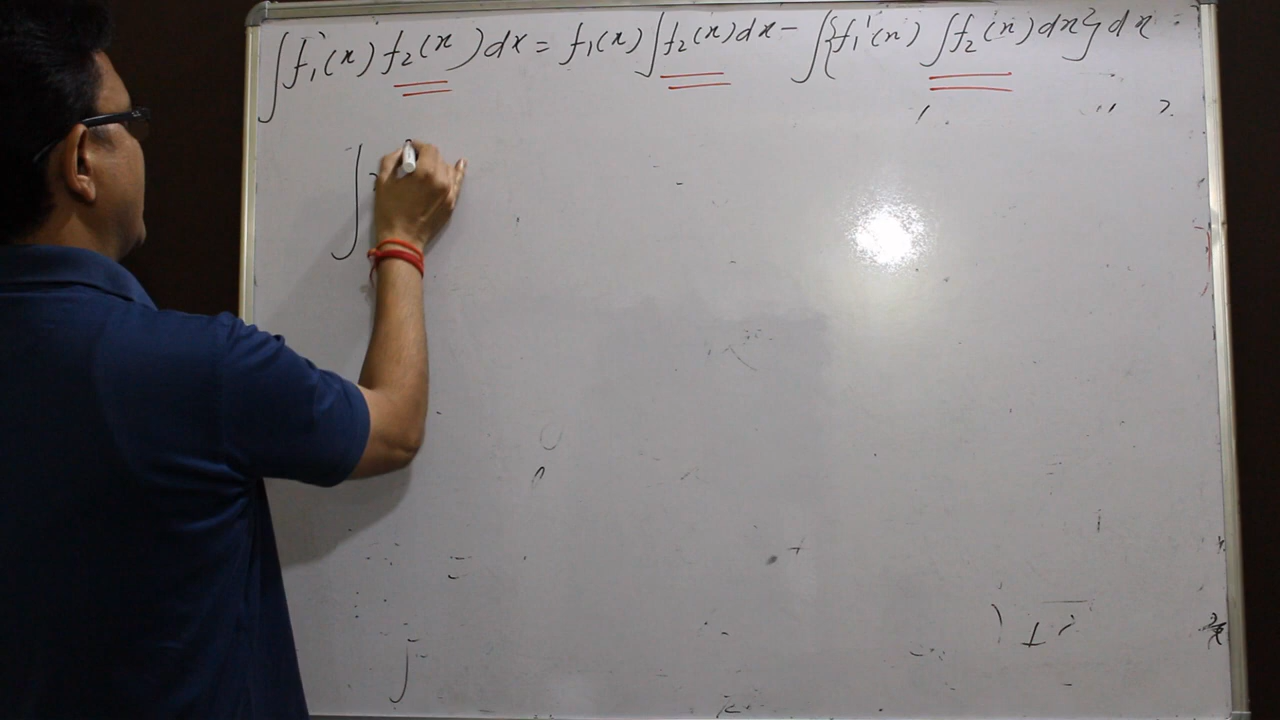 ∫ f₁(x) f₂(x) dx = f₁(x) ∫ f₂(x) dx - ∫{f₁'(x) ∫ f₂(x) dx} dx
∫